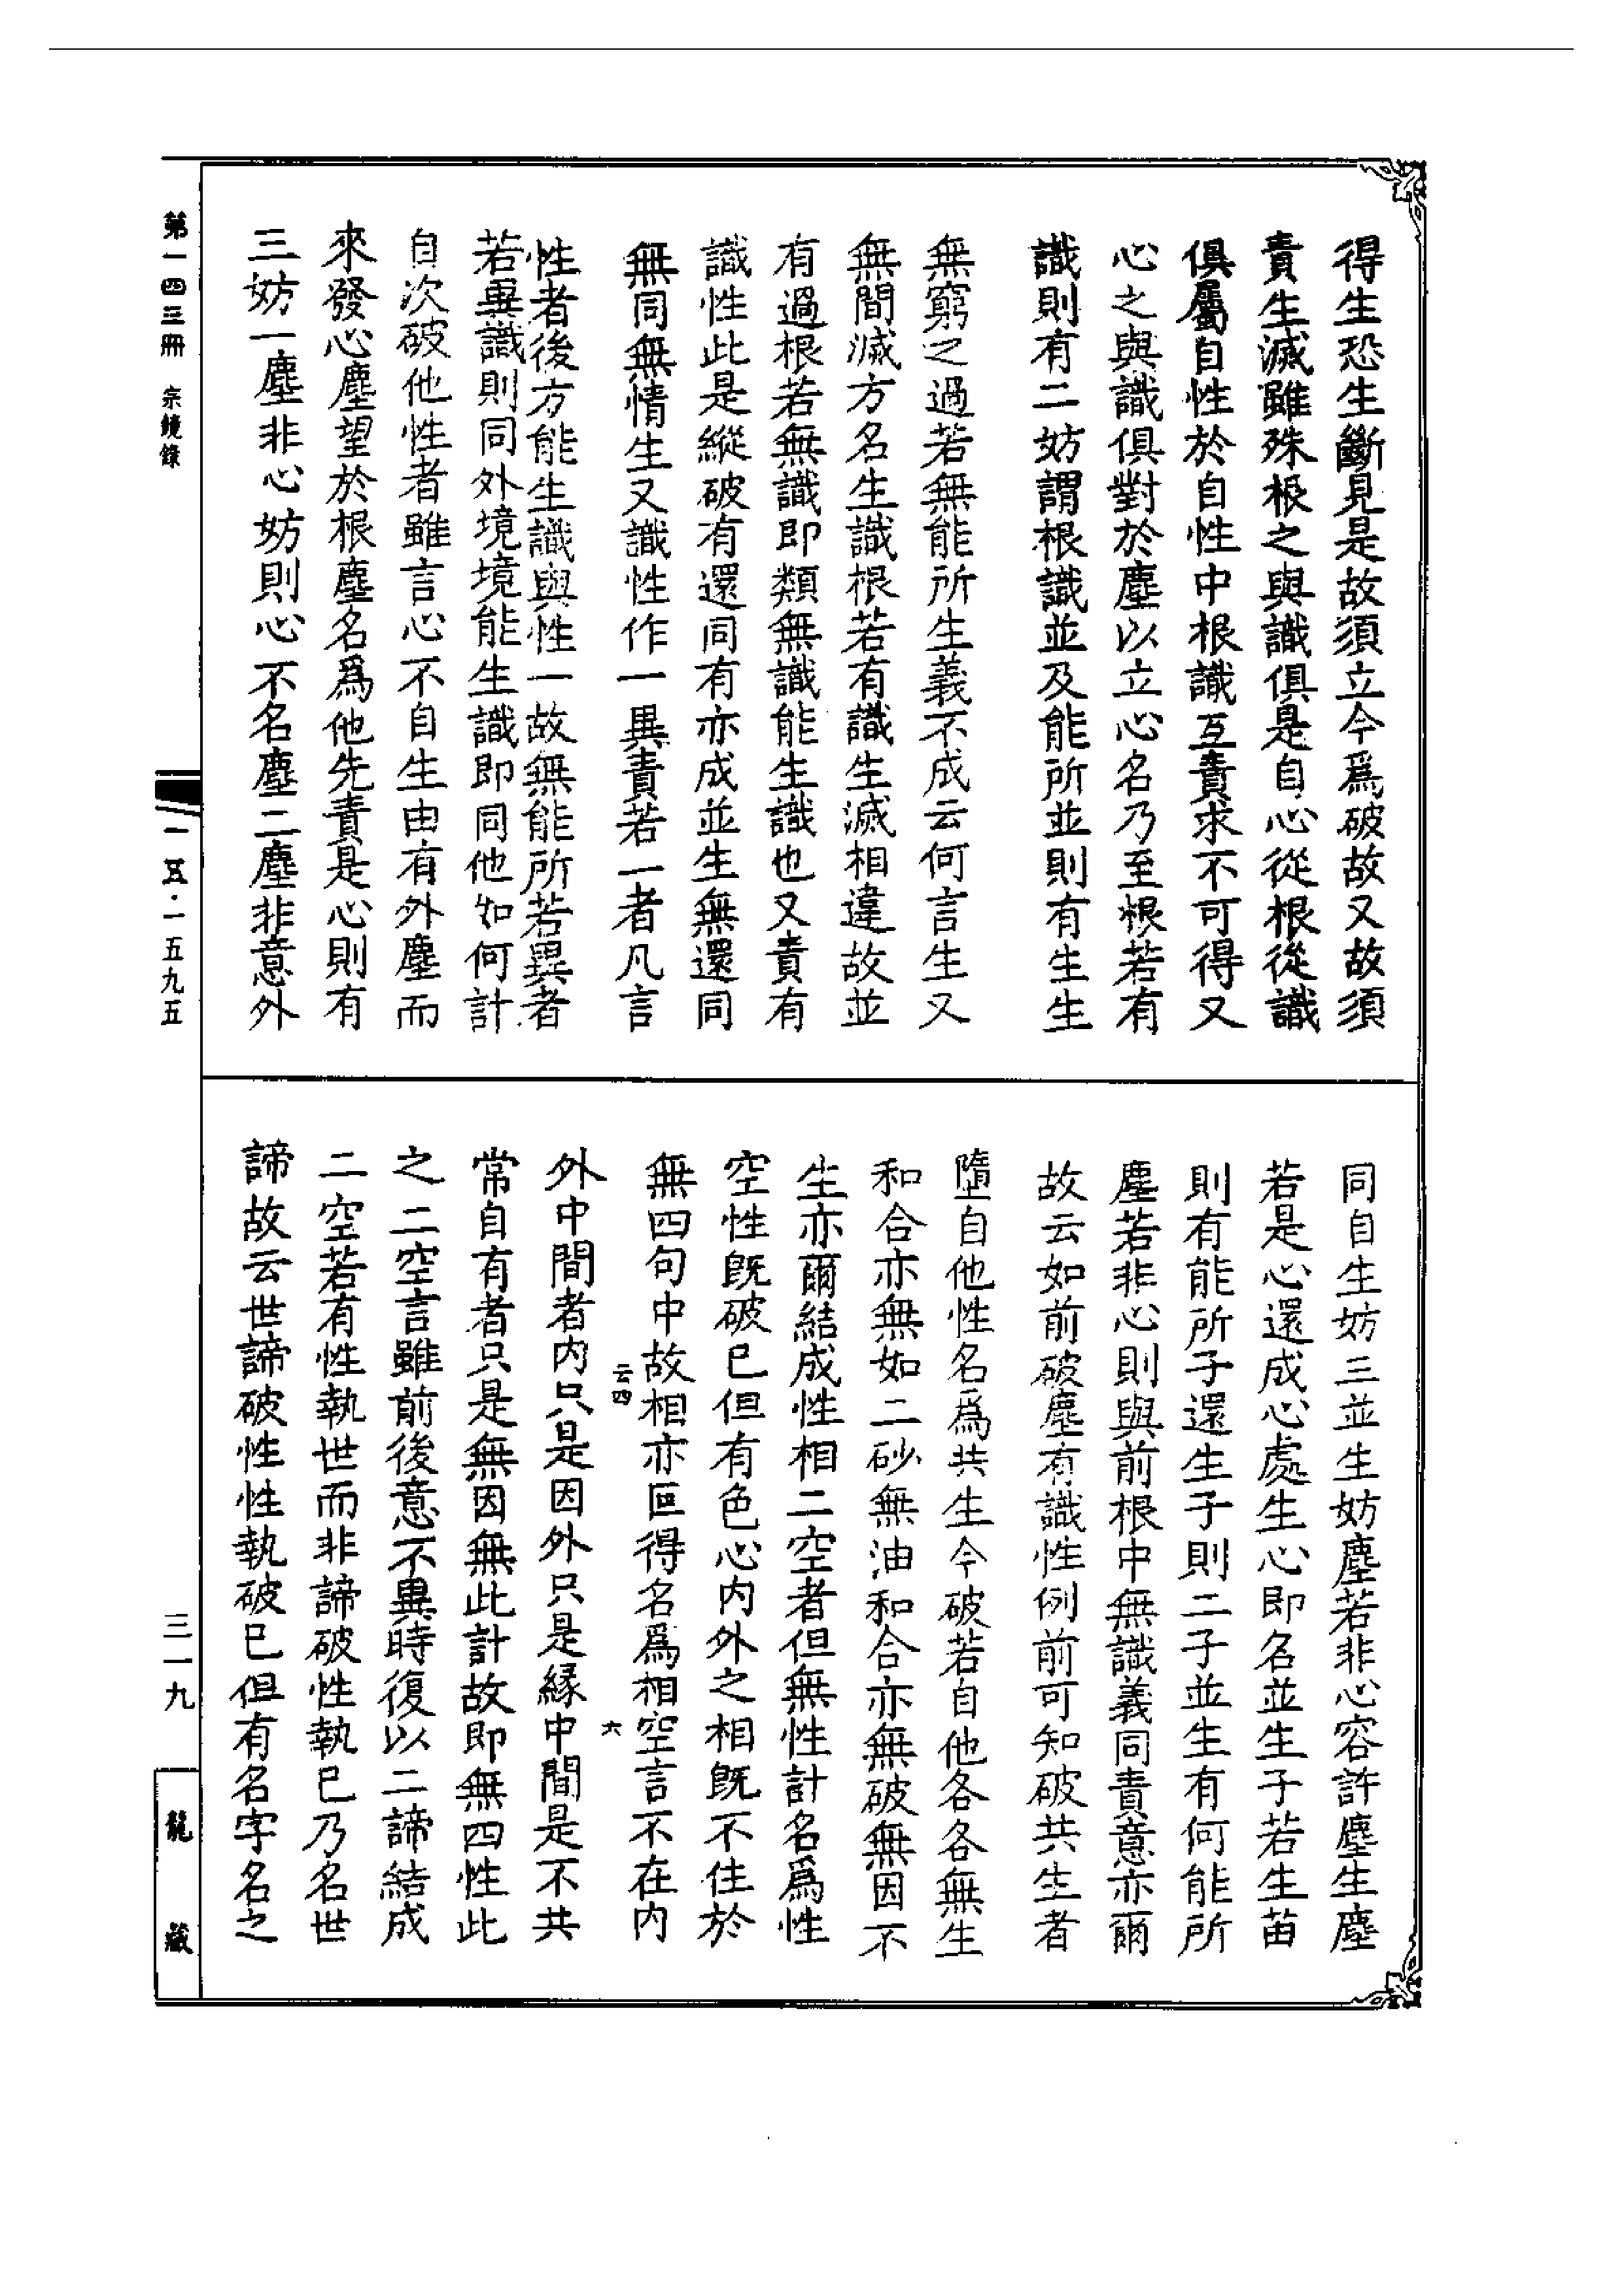 得生恐生斷見是故須立今爲破故又故須
責生滅雖殊根之與識俱是自心從根從識
俱屬自性於自性中根識互責求不可得又
心之與識俱對於塵以立心名乃至根若有
識則有二妨謂根識並及能所並則有生生
無窮之過若無能所生義不成云何言生又
無間滅方名生識根若有識生滅相違故並
有過根若無識即類無識能生識也又責有
識性此是縱破有還同有亦成並生無還同
無同無情生又識性作一異責若一者凡言
性者後方能生識與性一故無能所若異者
若異識則同外境境能生識即同他如何計
自次破他性者雖言心不自生由有外塵而
來發心塵望於根塵名爲他先責是心則有
三妨一塵非心妨則心不名塵二塵非意外
同自生妨三並生妨塵若非心容許塵生塵
若是心還成心處生心即名並生子若生苗
則有能所子還生子則二子並生有何能所
塵若非心則與前根中無識義同責意亦爾
故云如前破塵有識性例前可知破共生者
墮自他性名爲共生今破若自他各各無生
和合亦無如二砂無油和合亦無破無因不
生亦爾結成性相二空者但無性計名爲性
空性既破已但有色心內外之相既不住於
無四句中故相亦叵得名爲相空言不在內
云四
六
外中間者內只是因外只是緣中間是不共
常自有者只是無因無此計故即無四性此
之二空言雖前後意不異時復以二諦結成
二空若有性執世而非諦破性執已乃名世
諦故云世諦破性性執破已但有名字名之
第一四三冊 宗鏡錄
一一五·一五九五
三一九
龍藏